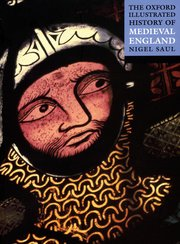 THE OXFORD
ILLUSTRATED
HISTORY OF
MEDIEVAL
ENGLAND
NIGEL SAUL